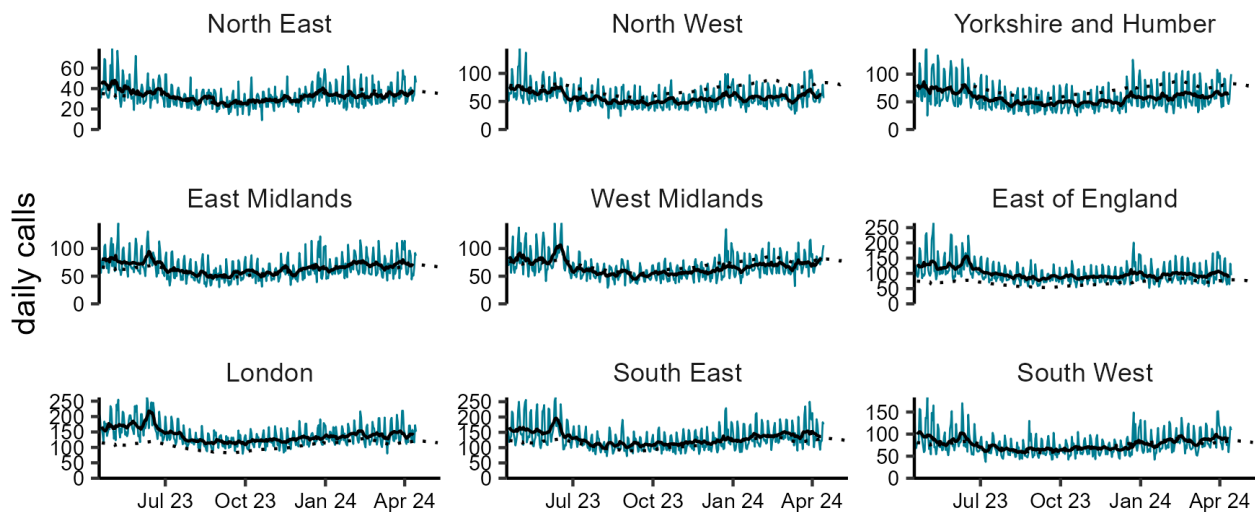 North East
North West
Yorkshire and Humber
60
40
20
0
100
50
0
100
50
0
daily calls
East Midlands
West Midlands
East of England
100
50
0
100
50
0
250
200
150
100
50
0
London
South East
South West
250
200
150
100
50
0
250
200
150
100
50
0
150
100
50
0
Jul 23 Oct 23 Jan 24 Apr 24
Jul 23 Oct 23 Jan 24 Apr 24
Jul 23 Oct 23 Jan 24 Apr 24